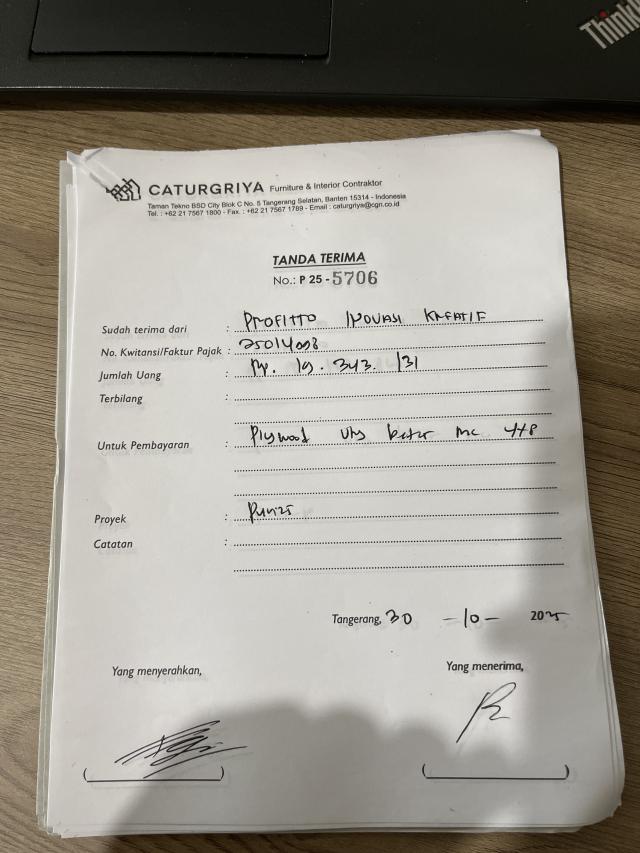 Think
CATURGRIYA Furniture & Interior Contraktor
Taman Tekno BSD City Blok C No. 5 Tangerang Selatan, Banten 15314 - Indonesia
Tel. : +62 21 7567 1800 - Fax. : +62 21 7567 1789 - Email : caturgriya@cgn.co.id
TANDA TERIMA
No.: P 25 - 5706
Sudah terima dari : PROFITTO INOVASI KREATIF
No. Kwitansi/Faktur Pajak : 25014098
Jumlah Uang : Rp. 19. 343. 131
Terbilang :
Untuk Pembayaran : Plywood
Proyek :
Catatan :
Tangerang, 30 - 10 - 2025
Yang menyerahkan,
Yang menerima,